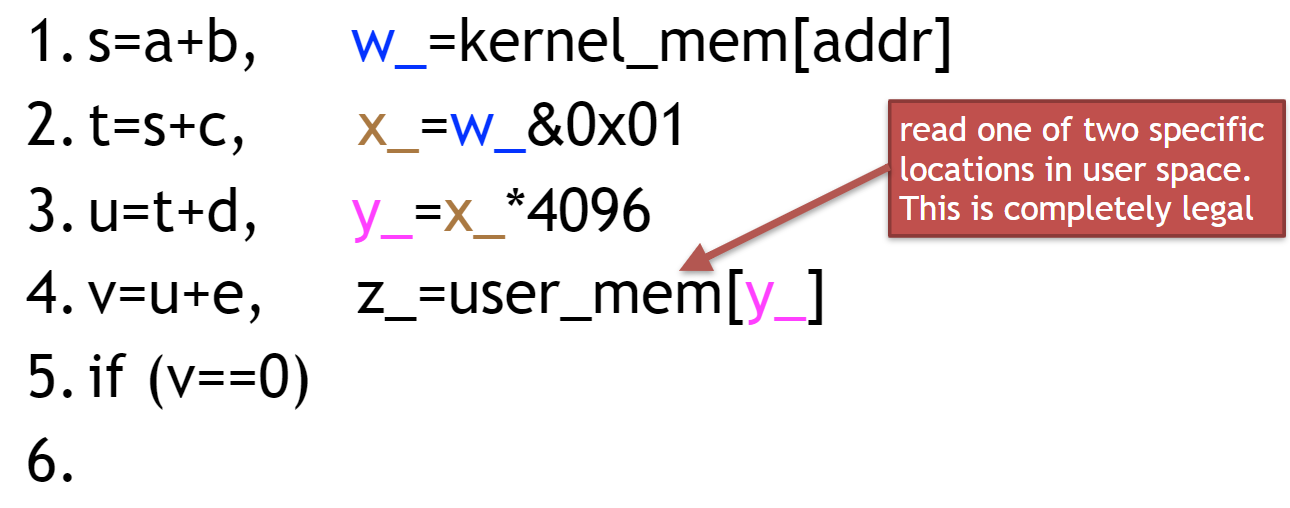 1. s=a+b, w_=kernel_mem[addr]
2. t=s+c, x_=w_&0x01
3. u=t+d, y_=x_*4096
4. v=u+e, z_=user_mem[y_]
5. if (v==0)
6.
read one of two specific
locations in user space.
This is completely legal